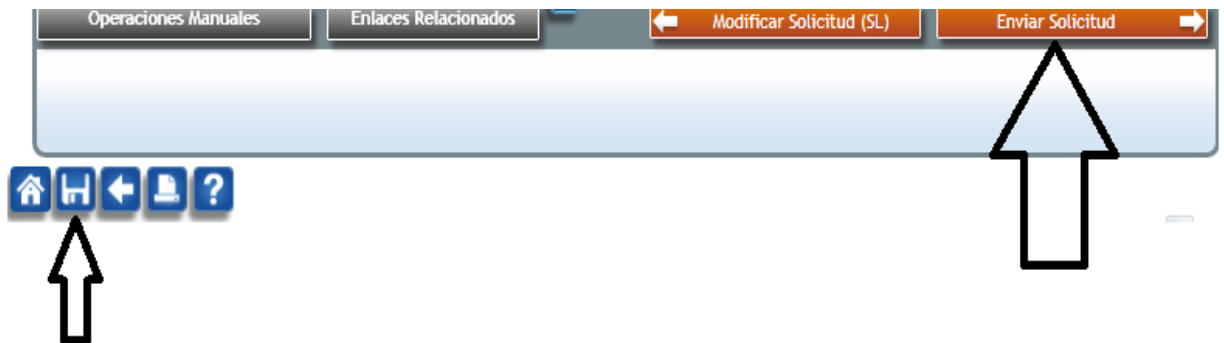 Operaciones Manuales
Enlaces Relacionados
Modificar Solicitud (SL)
Enviar Solicitud
?